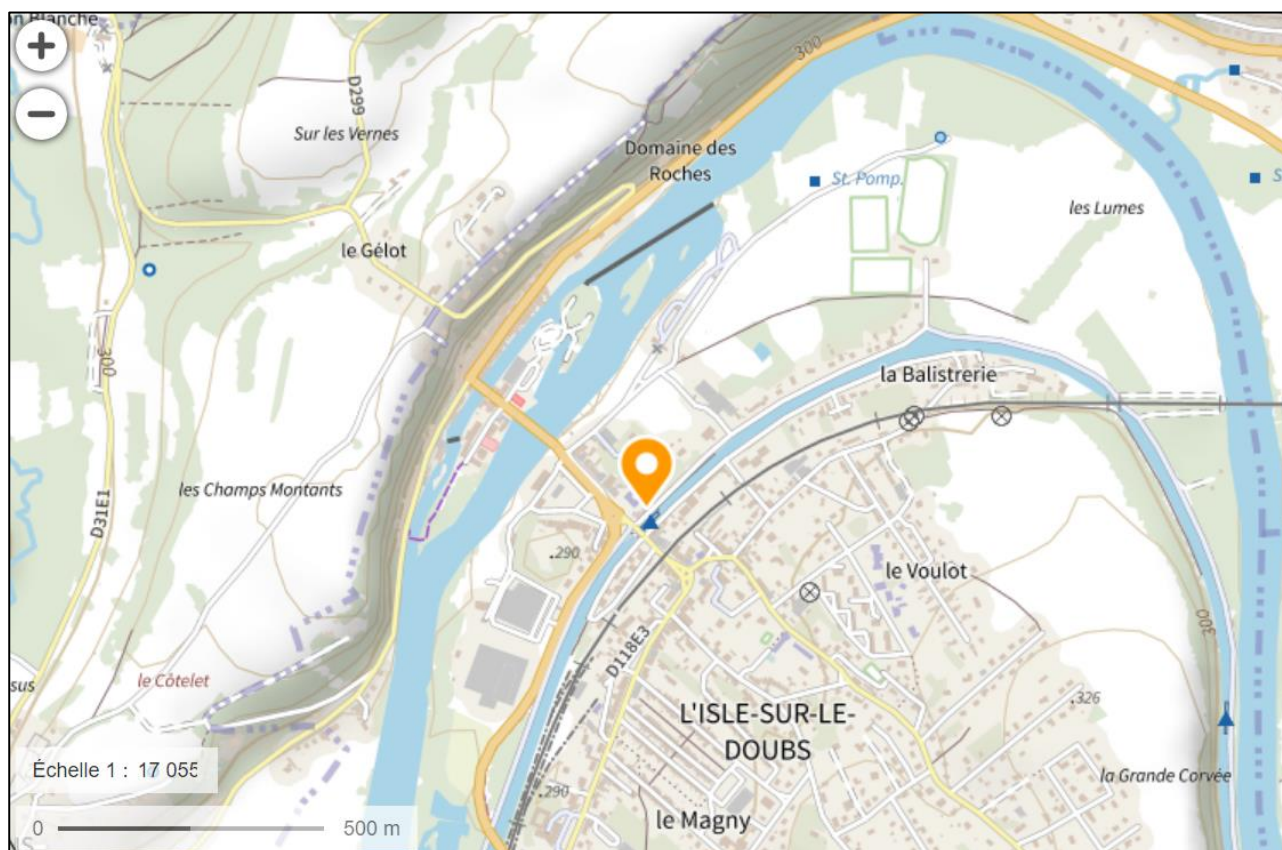 n Blanche
+
300
D299
Sur les Vernes
Domaine des
Roches
St. Pomp.
S
les Lumes
le Gélot
−
300
la Balistrerie
les Champs Montants
D31E1
.290
le Voulot
300
D118E3
.326
le Côtelet
sus
L'ISLE-SUR-LE-
DOUBS
la Grande Corvée
Échelle 1 : 17 055
.290
le Magny
0 500 m
IS